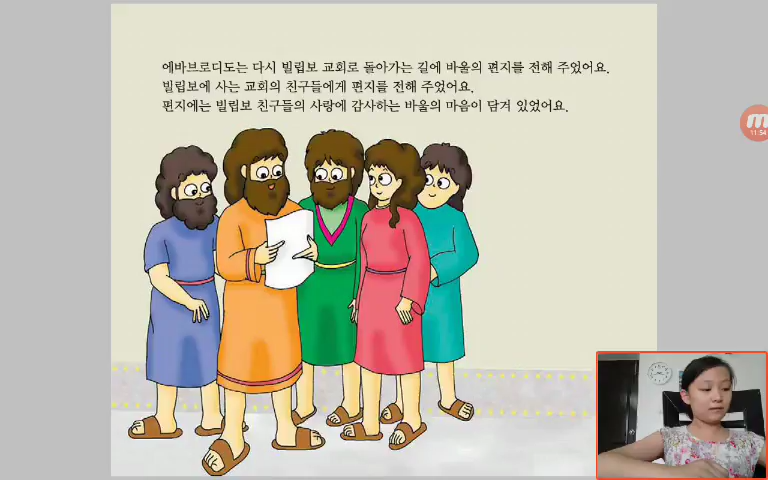 에바브로디도는 다시 빌립보 교회로 돌아가는 길에 바울의 편지를 전해 주었어요.
빌립보에 사는 교회의 친구들에게 편지를 전해 주었어요.
편지에는 빌립보 친구들의 사랑에 감사하는 바울의 마음이 담겨 있었어요.
11:54